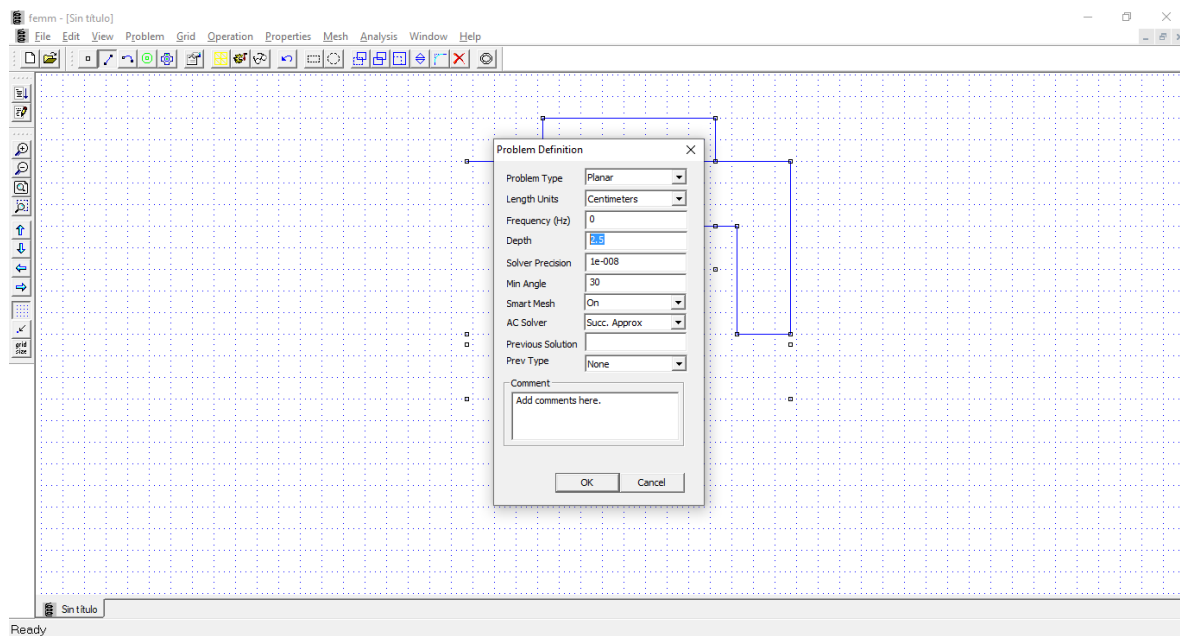 femm - [Sin título]
File Edit View Problem Grid Operation Properties Mesh Analysis Window Help
Problem Definition
Problem Type Planar
Length Units Centimeters
Frequency (Hz) 0
Depth 2.5
Solver Precision 1e-008
Min Angle 30
Smart Mesh On
AC Solver Succ. Approx
Previous Solution
Prev Type None
Comment
Add comments here.
OK Cancel
grid
size
Sin título
Ready